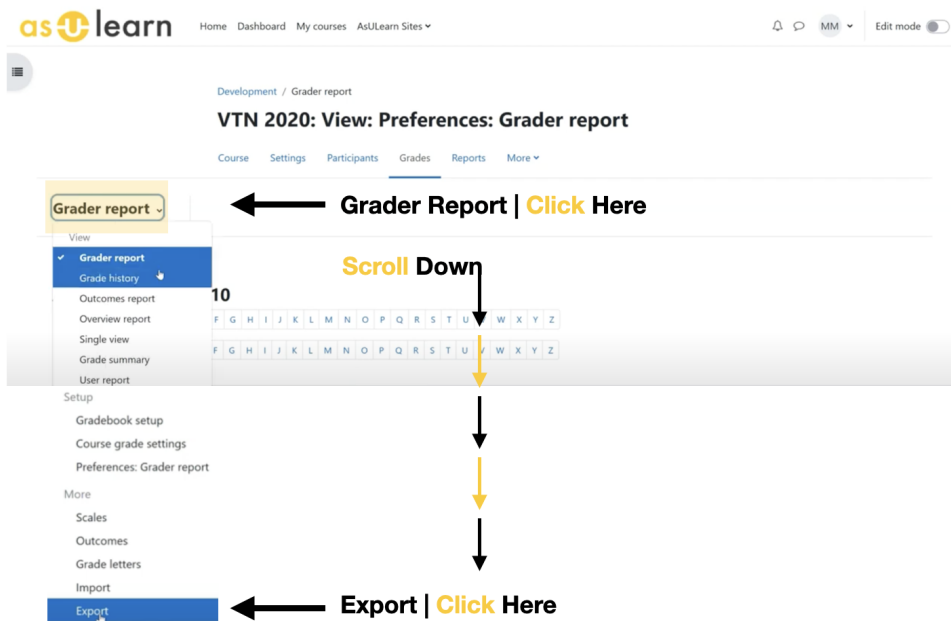 asUlearn Home Dashboard My courses AsULearn Sites MM Edit mode
Development / Grader report
VTN 2020: View: Preferences: Grader report
Course Settings Participants Grades Reports More
Grader report Grader Report | Click Here
View
Grader report Scroll Down
Grade history
Outcomes report 10
Overview report F G H I J K L M N O P Q R S T U W X Y Z
Single view
Grade summary F G H I J K L M N O P Q R S T U V W X Y Z
User report
Setup
Gradebook setup
Course grade settings
Preferences: Grader report
More
Scales
Outcomes
Grade letters
Import
Export Export | Click Here